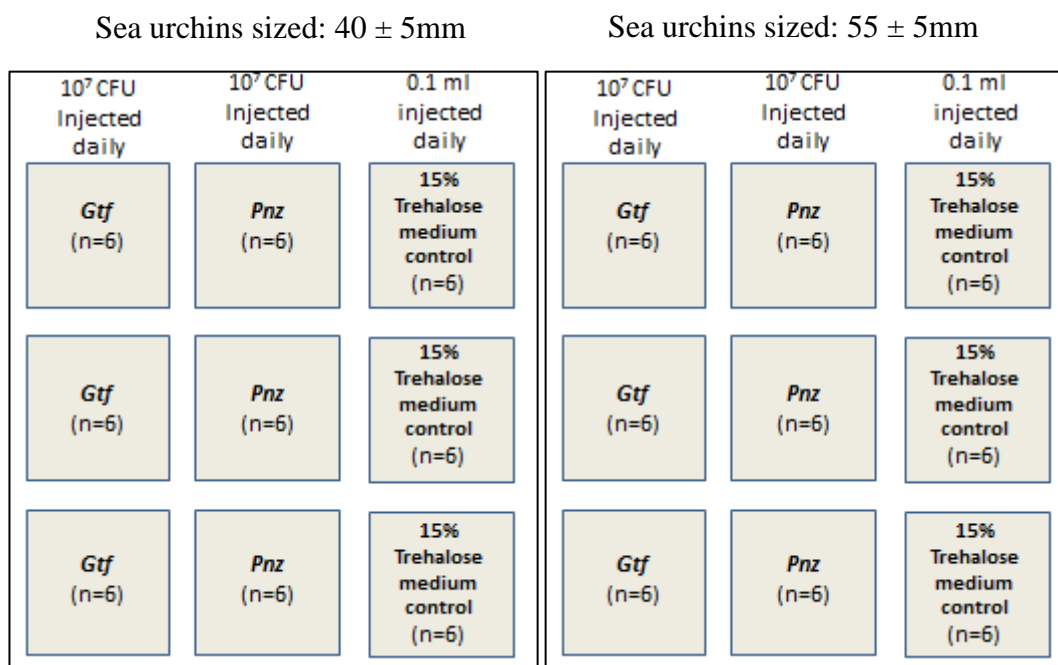 Sea urchins sized: 40 ± 5mm
Sea urchins sized: 55 ± 5mm
10⁷ CFU
Injected
daily
10⁷ CFU
Injected
daily
0.1 ml
injected
daily
10⁷ CFU
Injected
daily
10⁷ CFU
Injected
daily
0.1 ml
injected
daily
Gtf
(n=6)
Pnz
(n=6)
15%
Trehalose
medium
control
(n=6)
Gtf
(n=6)
Pnz
(n=6)
15%
Trehalose
medium
control
(n=6)
Gtf
(n=6)
Pnz
(n=6)
15%
Trehalose
medium
control
(n=6)
Gtf
(n=6)
Pnz
(n=6)
15%
Trehalose
medium
control
(n=6)
Gtf
(n=6)
Pnz
(n=6)
15%
Trehalose
medium
control
(n=6)
Gtf
(n=6)
Pnz
(n=6)
15%
Trehalose
medium
control
(n=6)